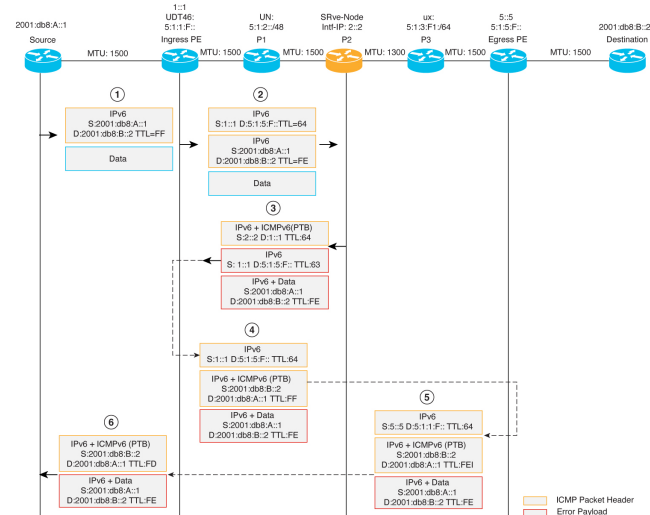 2001:db8:A::1
Source
1::1
UDT46:
5:1:1:F::
Ingress PE
UN:
5:1:2::/48
P1
SRve-Node
Intf-IP: 2::2
P2
ux:
5:1:3:F1:/64
P3
5::5
5:1:5:F::
Egress PE
2001:db8:B::2
Destination
MTU: 1500
MTU: 1500
MTU: 1500
MTU: 1300
MTU: 1500
MTU: 1500
1
IPv6
S:2001:db8:A::1
D:2001:db8:B::2 TTL=FF
Data
2
IPv6
S:1::1 D:5:1:5:F::TTL=64
IPv6
S:2001:db8:A::1
D:2001:db8:B::2 TTL=FE
Data
3
IPv6 + ICMPv6(PTB)
S:2::2 D:1::1 TTL:64
IPv6
S: 1::1 D:5:1:5:F:: TTL:63
IPv6 + Data
S:2001:db8:A::1
D:2001:db8:B::2 TTL:FE
4
IPv6
S:1::1 D:5:1:5:F:: TTL:64
IPv6 + ICMPv6 (PTB)
S:2001:db8:B::2
D:2001:db8:A::1 TTL:FF
IPv6 + Data
S:2001:db8:A::1
D:2001:db8:B::2 TTL:FE
5
IPv6
S:5::5 D:5:1:1:F:: TTL:64
IPv6 + ICMPv6 (PTB)
S:2001:db8:B::2
D:2001:db8:A::1 TTL:FEI
IPv6 + Data
S:2001:db8:A::1
D:2001:db8:B::2 TTL:FE
6
IPv6 + ICMPv6 (PTB)
S:2001:db8:B::2
D:2001:db8:A::1 TTL:FD
IPv6 + Data
S:2001:db8:A::1
D:2001:db8:B::2 TTL:FE
ICMP Packet Header
Error Payload